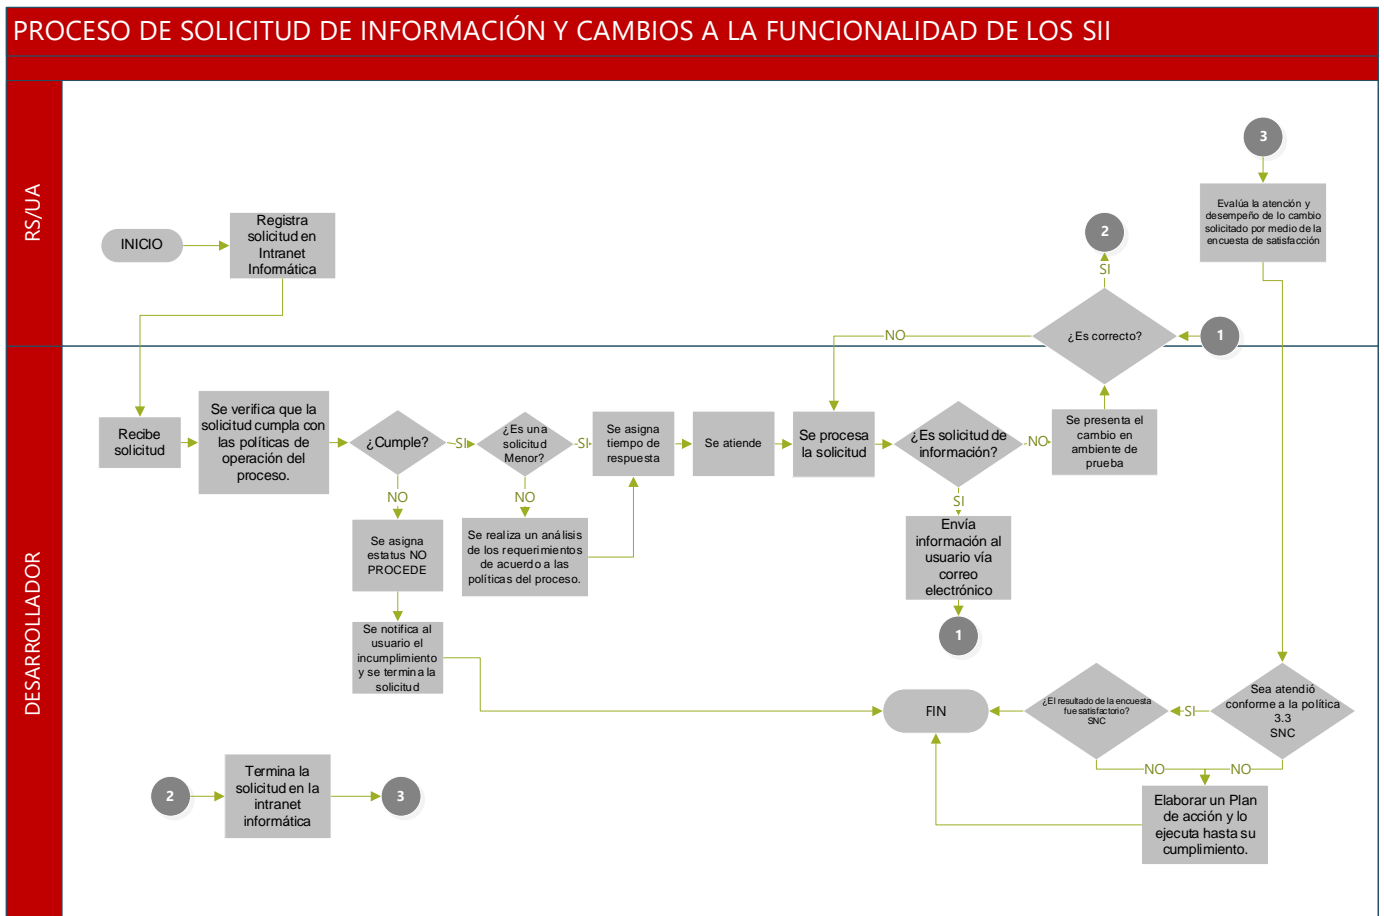 PROCESO DE SOLICITUD DE INFORMACIÓN Y CAMBIOS A LA FUNCIONALIDAD DE LOS SII
RS/UA
INICIO
Registra
solicitud en
Intranet
Informática
3
Evalúa la atención y
desempeño de lo cambio
solicitado por medio de la
encuesta de satisfacción
2
SI
¿Es correcto?
1
NO
DESARROLLADOR
Recibe
solicitud
Se verifica que la
solicitud cumpla con
las políticas de
operación del
proceso.
¿Cumple?
SI
¿Es una
solicitud
Menor?
SI
Se asigna
tiempo de
respuesta
Se atiende
Se procesa
la solicitud
¿Es solicitud de
información?
NO
Se presenta el
cambio en
ambiente de
prueba
NO
NO
SI
Se asigna
estatus NO
PROCEDE
Se realiza un análisis
de los requerimientos
de acuerdo a las
políticas del proceso.
Envía
información al
usuario vía
correo
electrónico
1
Se notifica al
usuario el
incumplimiento
y se termina la
solicitud
FIN
¿El resultado de la encuesta
fue satisfactorio?
SNC
SI
Sea atendió
conforme a la política
3.3
SNC
NO
NO
2
Termina la
solicitud en la
intranet
informática
3
Elaborar un Plan
de acción y lo
ejecuta hasta su
cumplimiento.